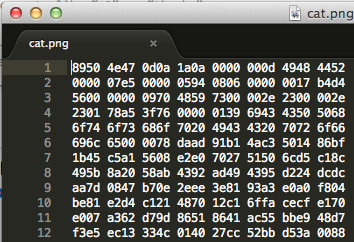 cat.png
cat.png ×
1 8950 4e47 0d0a 1a0a 0000 000d 4948 4452
2 0000 07e5 0000 0594 0806 0000 0017 b4d4
3 5600 0000 0970 4859 7300 002e 2300 002e
4 2301 78a5 3f76 0000 0139 6943 4350 5068
5 6f74 6f73 686f 7020 4943 4320 7072 6f66
6 696c 6500 0078 daad 91b1 4ac3 5014 86bf
7 1b45 c5a1 5608 e2e0 7027 5150 6cd5 c18c
8 495b 8a20 58ab 4392 ad49 4395 d224 dcdc
9 aa7d 0847 b70e 2eee 3e81 93a3 e0a0 f804
10 be81 e2d4 c121 4870 12c1 6ffa cecf e170
11 e007 a362 d79d 8651 8641 ac55 bbe9 48d7
12 f3e5 ec13 334c 0140 27cc 52bb d53a 0088